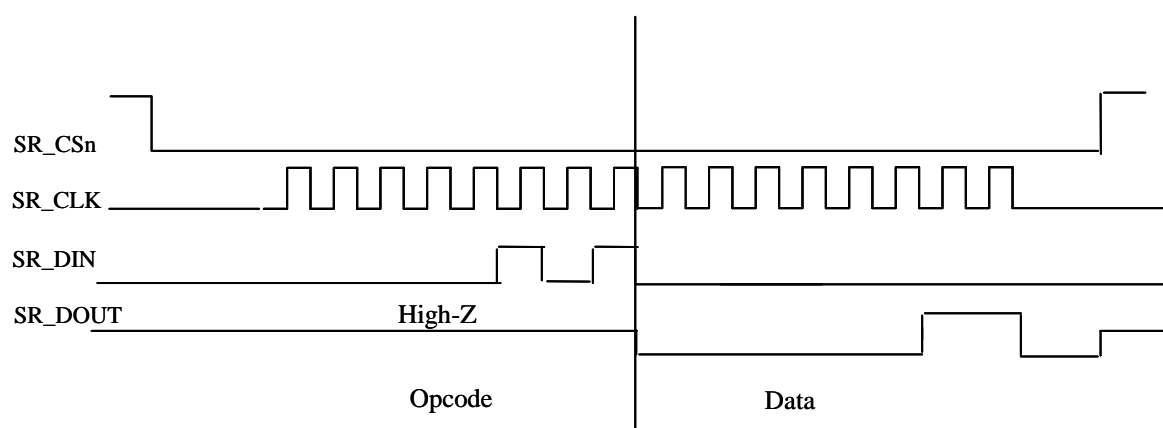 SR_CSn
SR_CLK
SR_DIN
SR_DOUT
High-Z
Opcode
Data